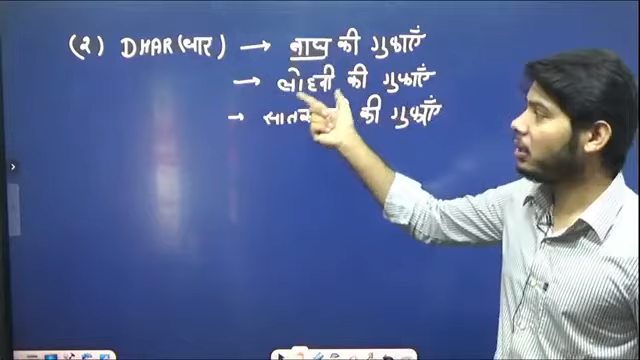 (२) DHAR (धार) → बाघ की गुफाएँ
→ लोहानी की गुफाएँ
→ की गुफाएँ